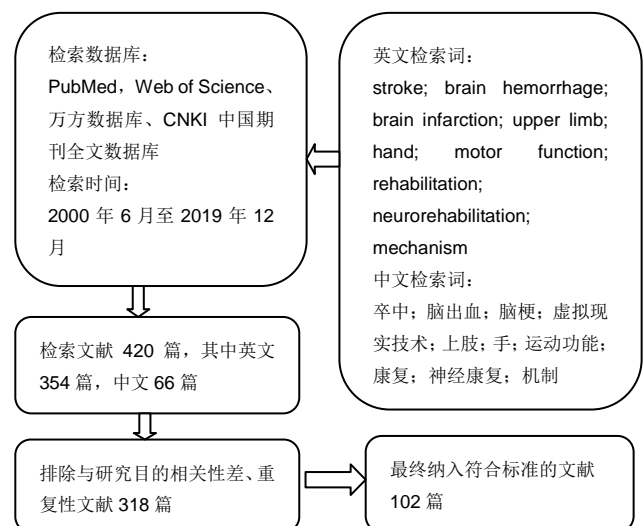 检索数据库：
PubMed，Web of Science、
万方数据库、CNKI 中国期
刊全文数据库
检索时间：
2000 年 6 月至 2019 年 12
月
英文检索词：
stroke; brain hemorrhage;
brain infarction; upper limb;
hand; motor function;
rehabilitation;
neurorehabilitation;
mechanism
中文检索词：
卒中；脑出血；脑梗；虚拟现
实技术；上肢；手；运动功能；
康复；神经康复；机制
检索文献 420 篇，其中英文
354 篇，中文 66 篇
排除与研究目的相关性差、重
复性文献 318 篇
最终纳入符合标准的文献
102 篇